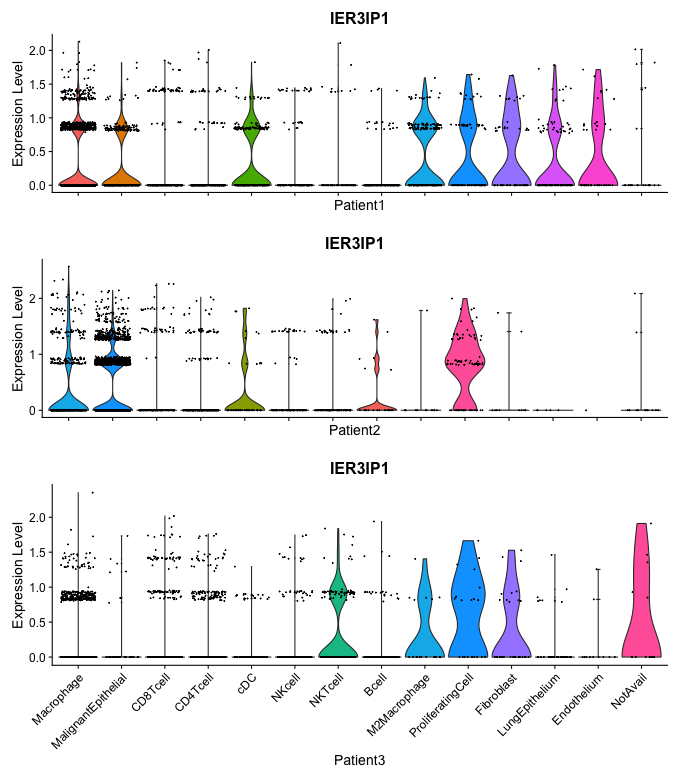 IER3IP1
Expression Level
2.0
1.5
1.0
0.5
0.0
Patient1
IER3IP1
Expression Level
2
1
0
Patient2
IER3IP1
Expression Level
2.0
1.5
1.0
0.5
0.0
Macrophage
MalignantEpithelial
CD8Tcell
CD4Tcell
cDC
NKcell
NKTcell
Bcell
M2Macrophage
ProliferatingCell
Fibroblast
LungEpithelium
Endothelium
NotAvail
Patient3